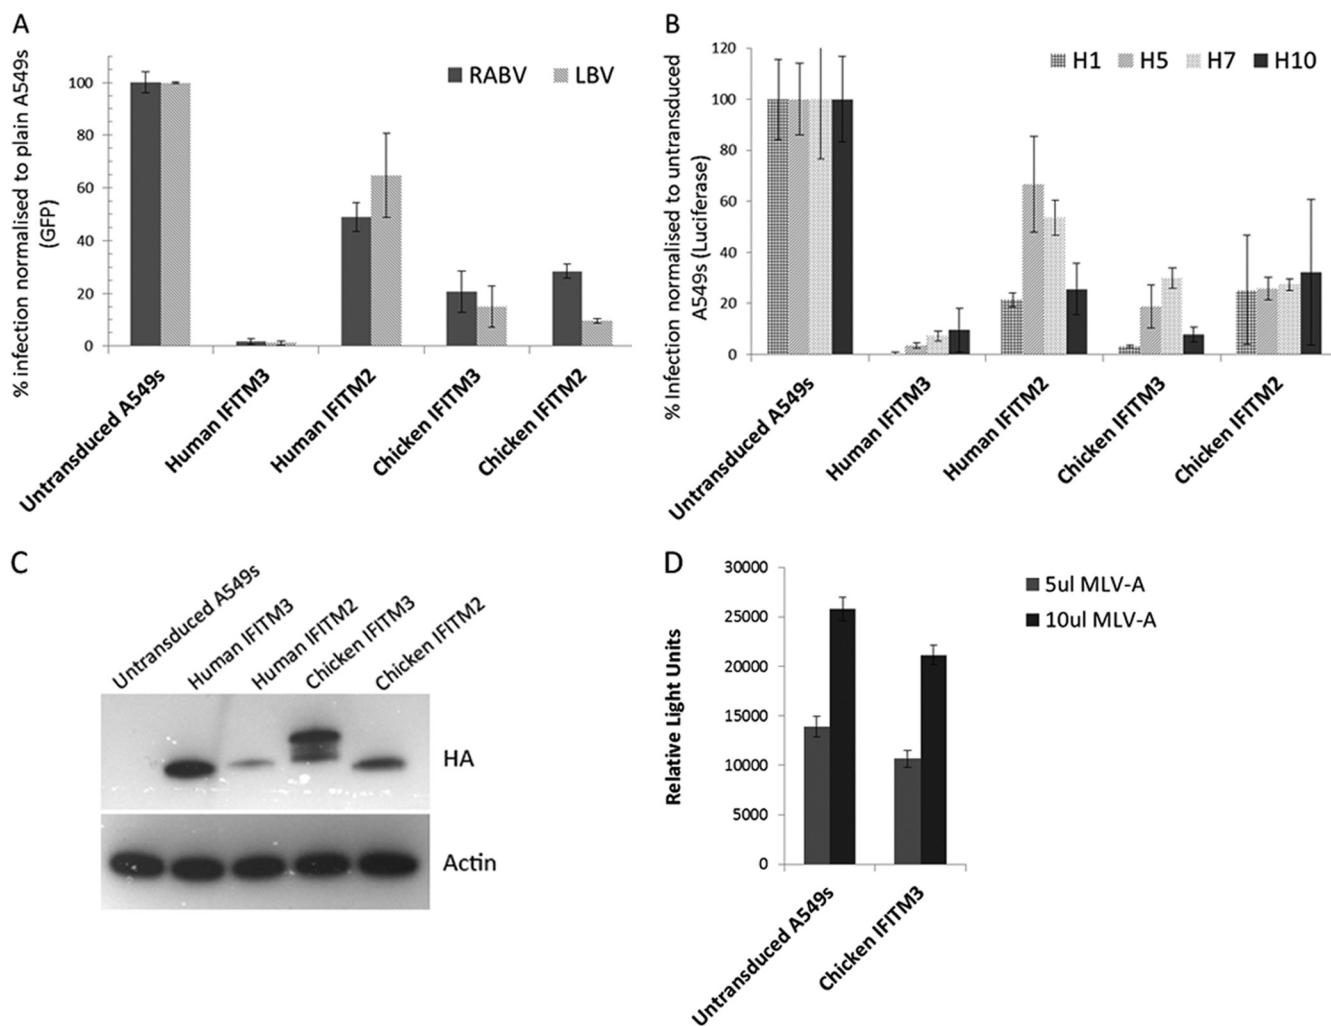 A
% infection normalised to plain A549s
(GFP)
100
80
60
40
20
0
RABV LBV
Untransduced A549s
Human IFITM3
Human IFITM2
Chicken IFITM3
Chicken IFITM2
B
% Infection normalised to untransduced
A549s (Luciferase)
120
100
80
60
40
20
0
H1 H5 H7 H10
Untransduced A549s
Human IFITM3
Human IFITM2
Chicken IFITM3
Chicken IFITM2
C
Untransduced A549s
Human IFITM3
Human IFITM2
Chicken IFITM3
Chicken IFITM2
HA
Actin
D
Relative Light Units
30000
25000
20000
15000
10000
5000
0
5ul MLV-A
10ul MLV-A
Untransduced A549s
Chicken IFITM3